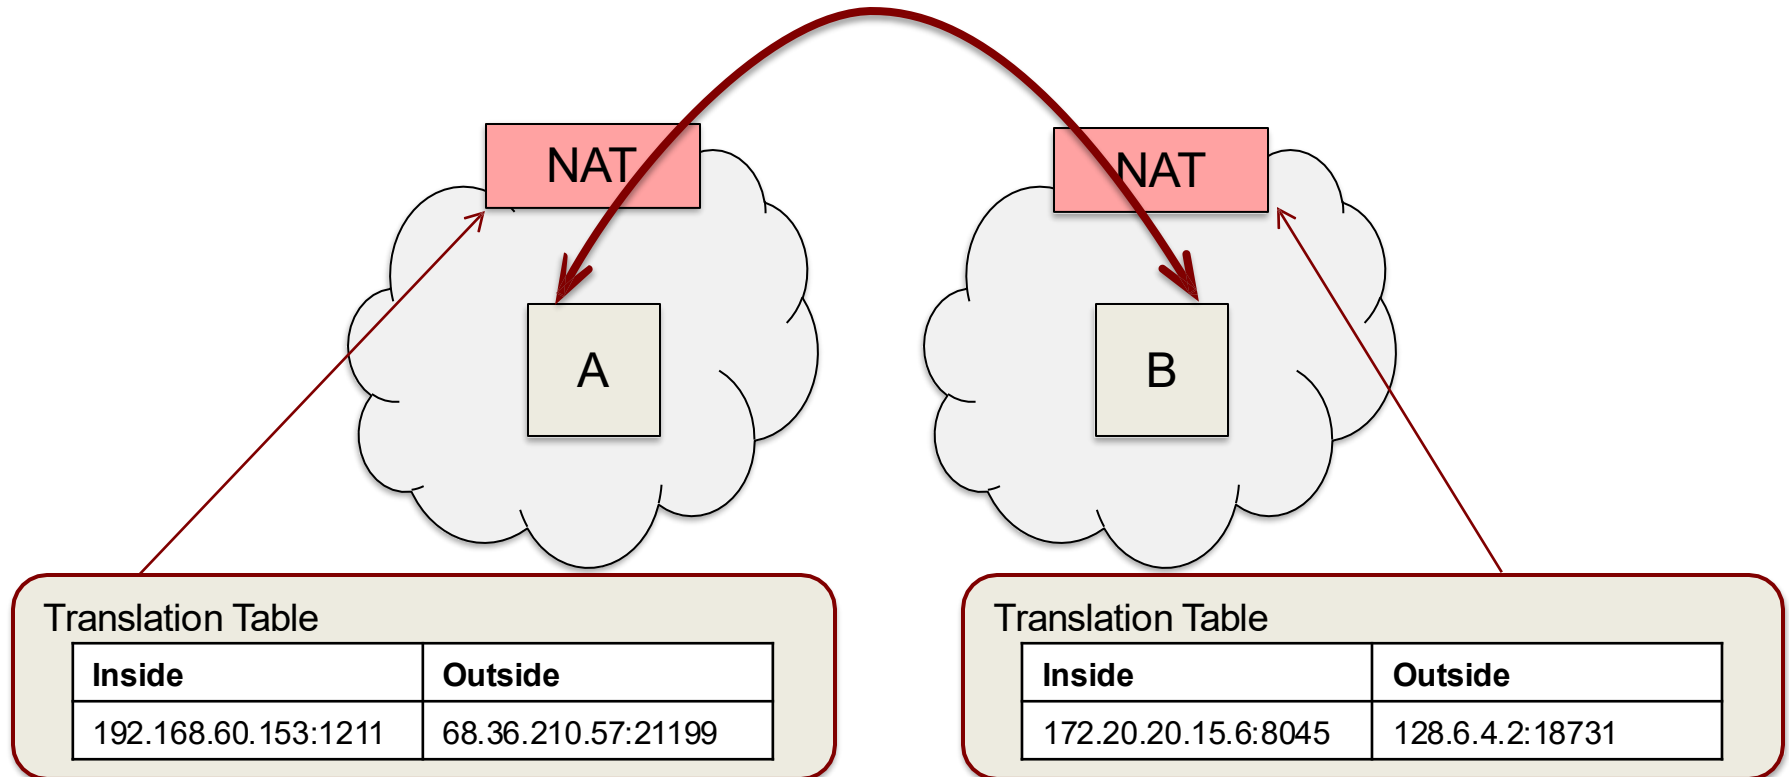 NAT
NAT
A
B
Translation Table
Inside Outside
192.168.60.153:1211 68.36.210.57:21199
Translation Table
Inside Outside
172.20.20.15.6:8045 128.6.4.2:18731